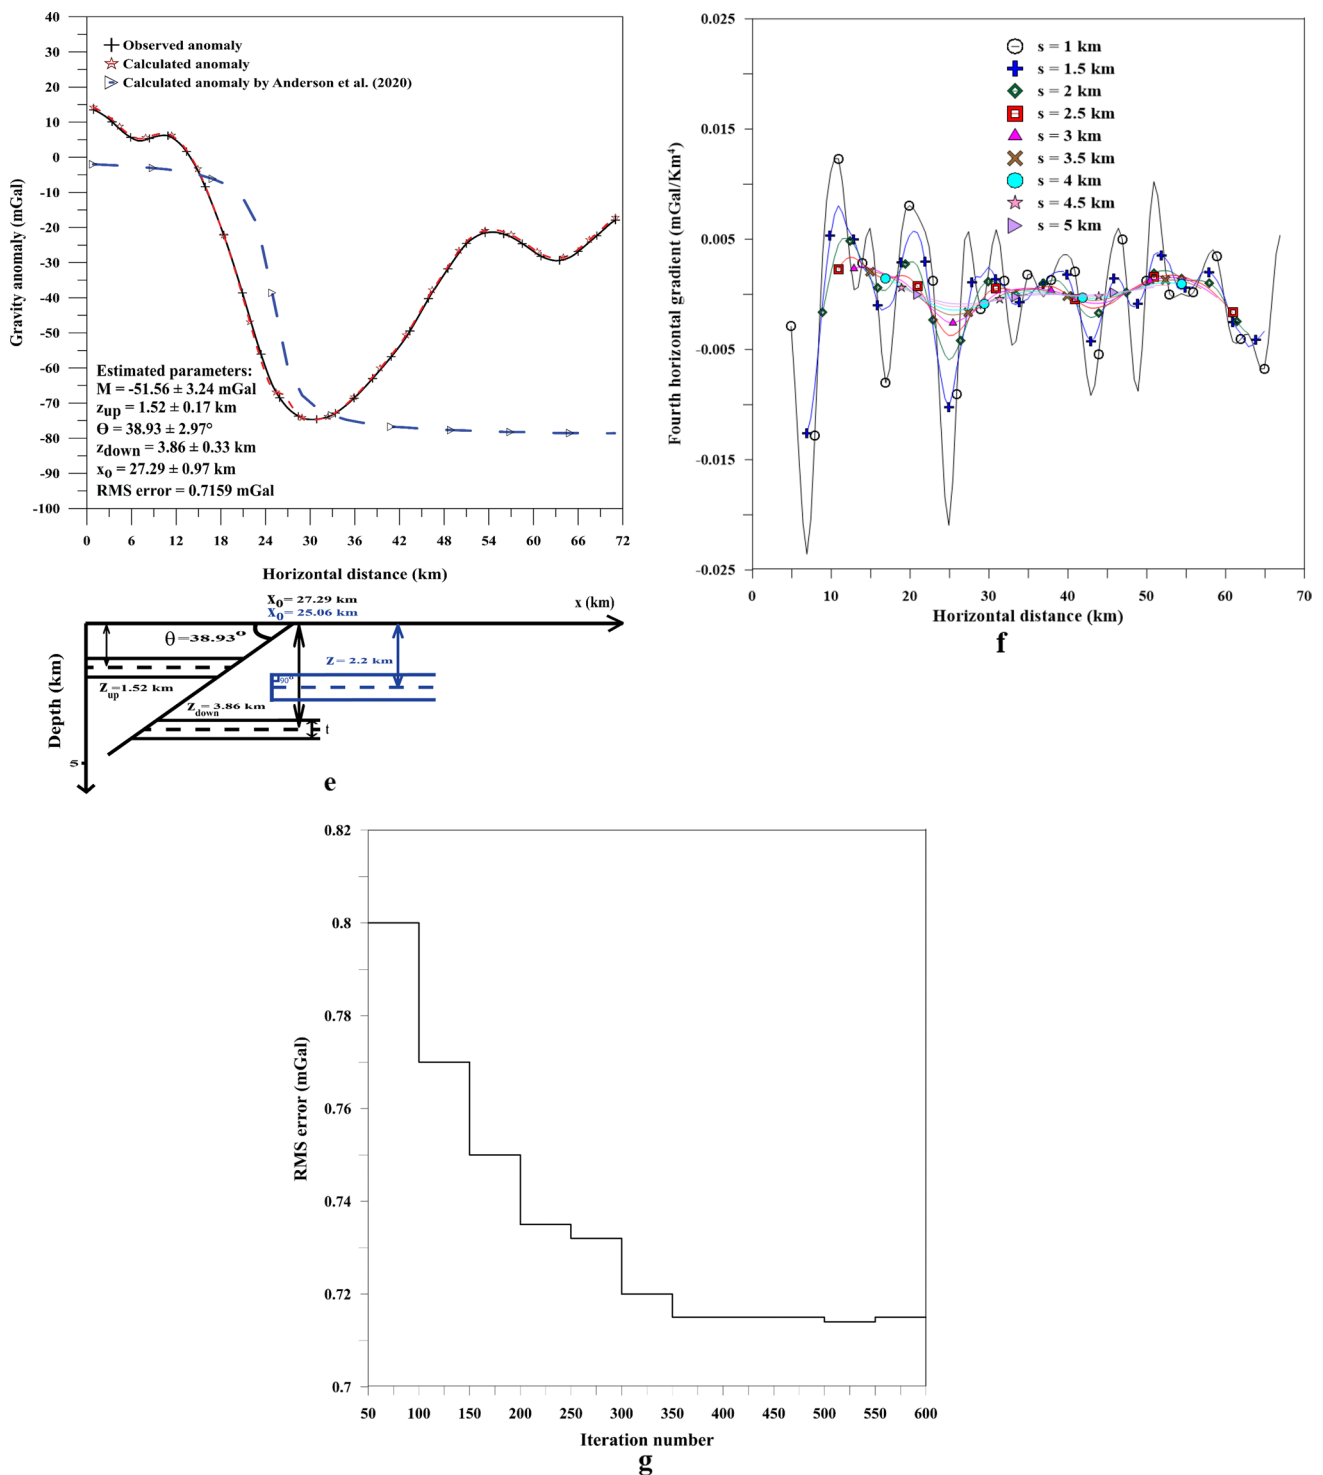 40
30
20
10
0
-10
-20
-30
-40
-50
-60
-70
-80
-90
-100
Gravity anomaly (mGal)
Observed anomaly
Calculated anomaly
Calculated anomaly by Anderson et al. (2020)
Estimated parameters:
M = -51.56 ± 3.24 mGal
z_up = 1.52 ± 0.17 km
Θ = 38.93 ± 2.97°
z_down = 3.86 ± 0.33 km
x_o = 27.29 ± 0.97 km
RMS error = 0.7159 mGal
0 6 12 18 24 30 36 42 48 54 60 66 72
Horizontal distance (km)
x_o = 27.29 km
x_o = 25.06 km
x (km)
θ=38.93°
z_up=1.52 km
z = 2.2 km
90°
z_down = 3.86 km
t
Depth (km)
5
e
0.025
0.015
0.005
-0.005
-0.015
-0.025
Fourth horizontal gradient (mGal/Km⁴)
s = 1 km
s = 1.5 km
s = 2 km
s = 2.5 km
s = 3 km
s = 3.5 km
s = 4 km
s = 4.5 km
s = 5 km
0 10 20 30 40 50 60 70
Horizontal distance (km)
f
0.82
0.8
0.78
0.76
0.74
0.72
0.7
RMS error (mGal)
50 100 150 200 250 300 350 400 450 500 550 600
Iteration number
g